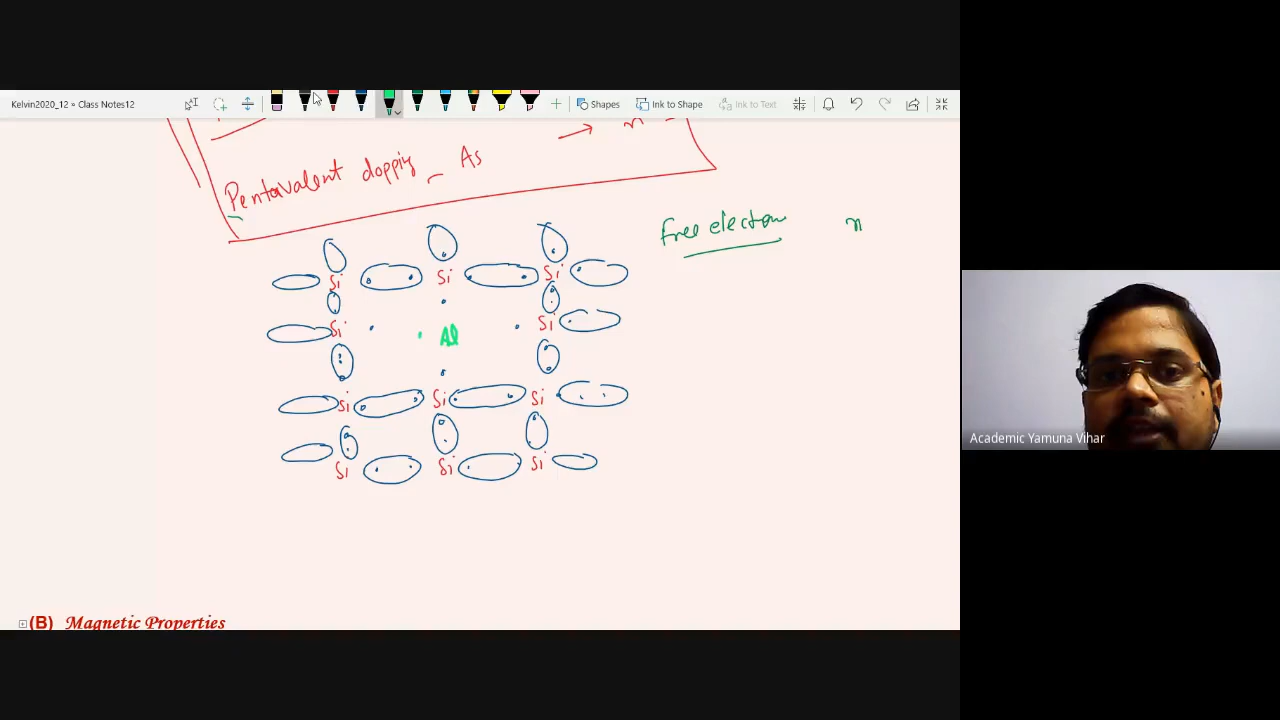 Kelvin2020_12 » Class Notes12
Shapes Ink to Shape Ink to Text
n
Pentavalent doppiy - As
Free electron n
Si Si Si
Si Al Si
Si Si Si
Si Si Si
Academic Yamuna Vihar
(B) Magnetic Properties